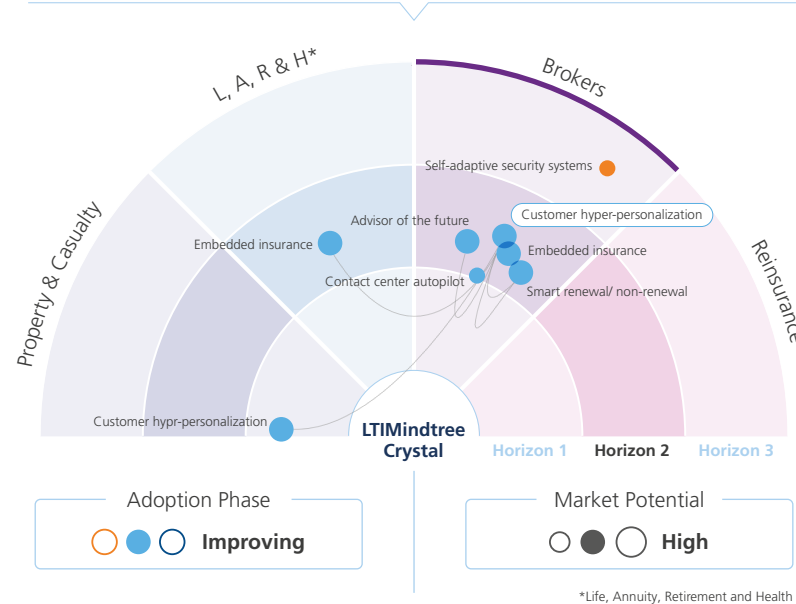 L, A, R & H*
Brokers
Property & Casualty
Reinsurance
Self-adaptive security systems
Customer hyper-personalization
Advisor of the future
Embedded insurance
Embedded insurance
Contact center autopilot
Smart renewal/ non-renewal
Customer hypr-personalization
LTIMindtree
Crystal
Horizon 1
Horizon 2
Horizon 3
Adoption Phase
Improving
Market Potential
High
*Life, Annuity, Retirement and Health